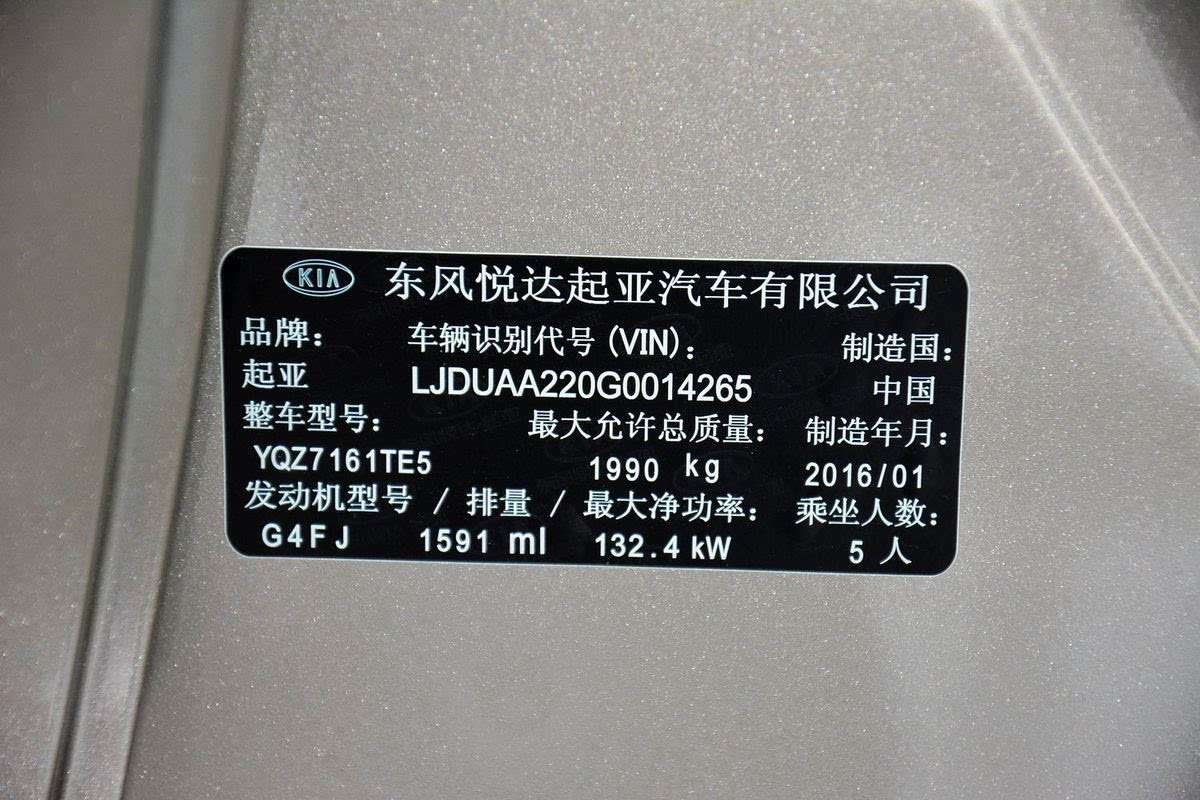 KIA 东风悦达起亚汽车有限公司
品牌： 车辆识别代号 (VIN)： 制造国：
起亚 LJDUAA220G0014265 中国
整车型号： 最大允许总质量： 制造年月：
YQZ7161TE5 1990 kg 2016/01
发动机型号 / 排量 / 最大净功率： 乘坐人数：
G4FJ 1591 ml 132.4 kW 5 人